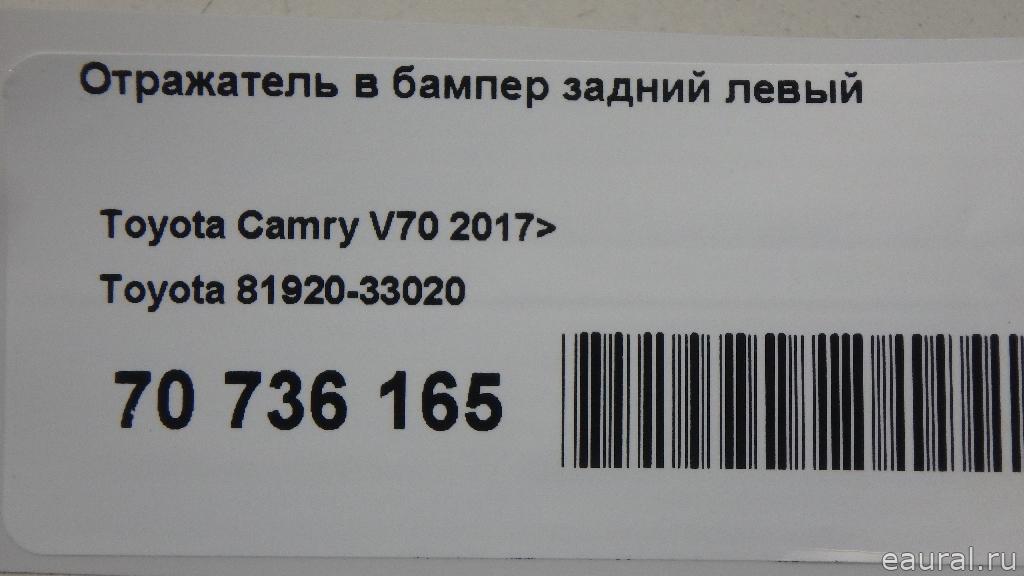 Отражатель в бампер задний левый
Toyota Camry V70 2017>
Toyota 81920-33020
70 736 165
eaural.ru